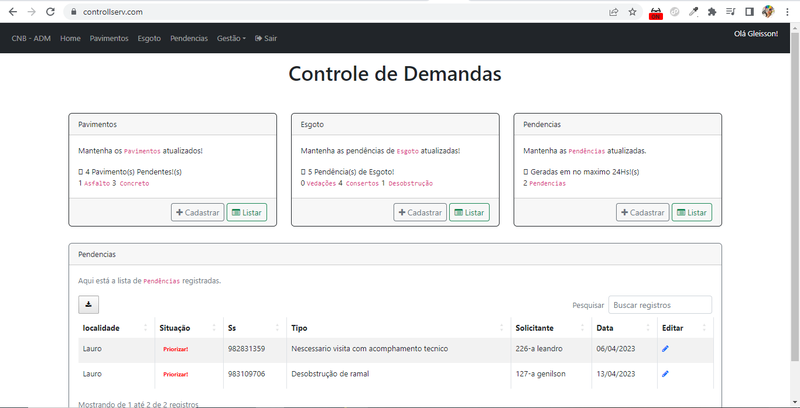 controllserv.com
CNB - ADM Home Pavimentos Esgoto Pendencias Gestão Sair Olá Gleisson!
Controle de Demandas
Pavimentos
Mantenha os Pavimentos atualizados!
4 Pavimento(s) Pendentes!(s)
1 Asfalto 3 Concreto
Cadastrar Listar
Esgoto
Mantenha as pendências de Esgoto atualizadas!
5 Pendência(s) de Esgoto!
0 Vedações 4 Consertos 1 Desobstrução
Cadastrar Listar
Pendencias
Mantenha as Pendências atualizadas.
Geradas em no maximo 24Hs!(s)
2 Pendencias
Cadastrar Listar
Pendencias
Aqui está a lista de Pendências registradas.
Pesquisar Buscar registros
localidade Situação Ss Tipo Solicitante Data Editar
Lauro Priorizar! 982831359 Nescessario visita com acomphamento tecnico 226-a leandro 06/04/2023
Lauro Priorizar! 983109706 Desobstrução de ramal 127-a genilson 13/04/2023
Mostrando de 1 até 2 de 2 registros